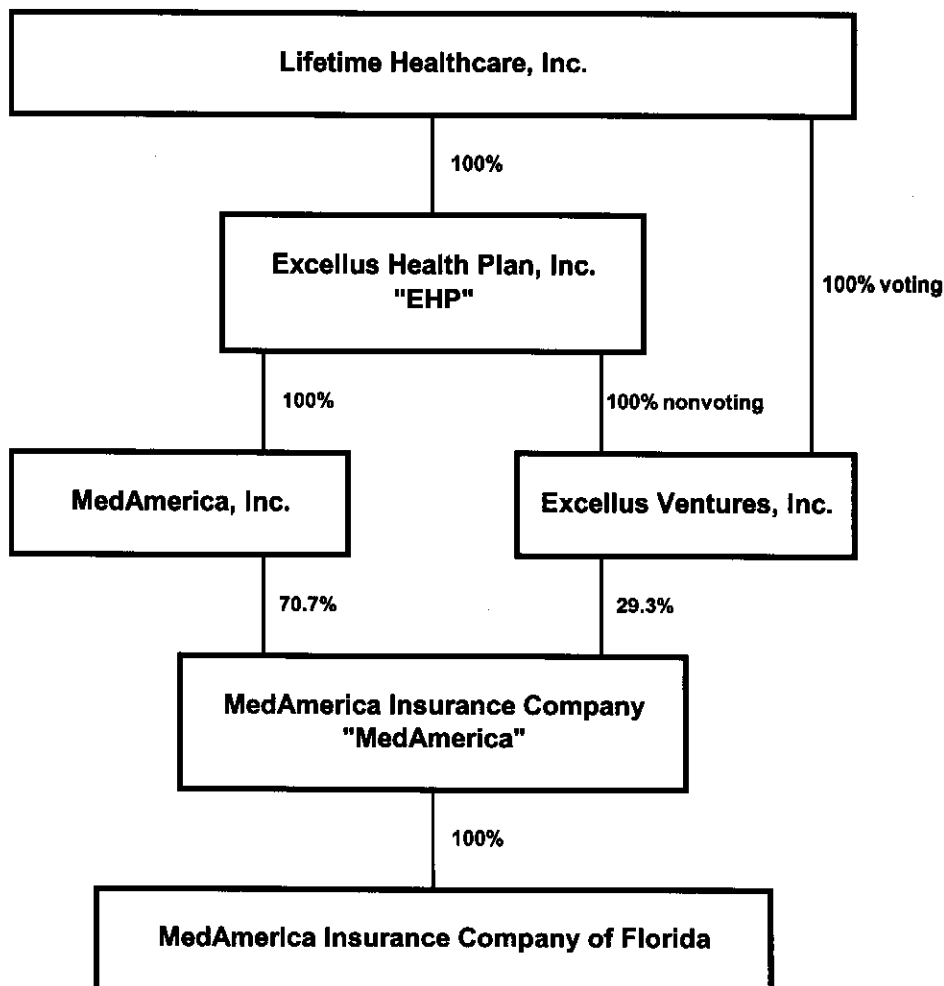 Lifetime Healthcare, Inc.
100%
Excellus Health Plan, Inc.
"EHP"
100% voting
100%
100% nonvoting
MedAmerica, Inc.
Excellus Ventures, Inc.
70.7%
29.3%
MedAmerica Insurance Company
"MedAmerica"
100%
MedAmerica Insurance Company of Florida